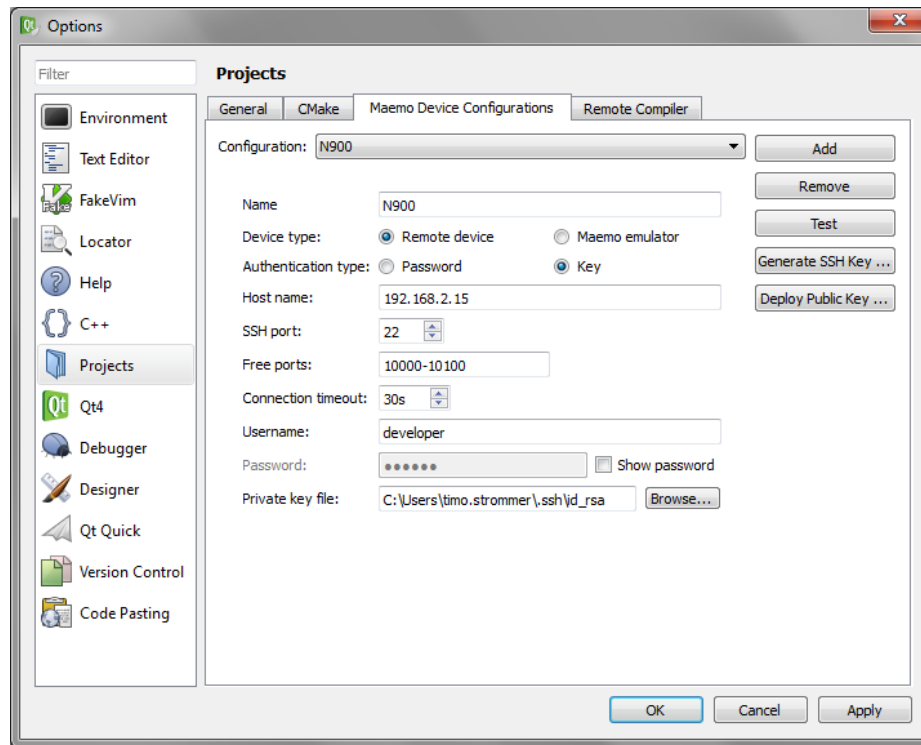 Options
Filter
Projects
Environment
Text Editor
FakeVim
Locator
Help
C++
Projects
Qt4
Debugger
Designer
Qt Quick
Version Control
Code Pasting
General CMake Maemo Device Configurations Remote Compiler
Configuration: N900
Name N900
Device type: Remote device Maemo emulator
Authentication type: Password Key
Host name: 192.168.2.15
SSH port: 22
Free ports: 10000-10100
Connection timeout: 30s
Username: developer
Password: ●●●●●● Show password
Private key file: C:\Users\timo.strommer\.ssh\id_rsa Browse...
Add
Remove
Test
Generate SSH Key ...
Deploy Public Key ...
OK Cancel Apply